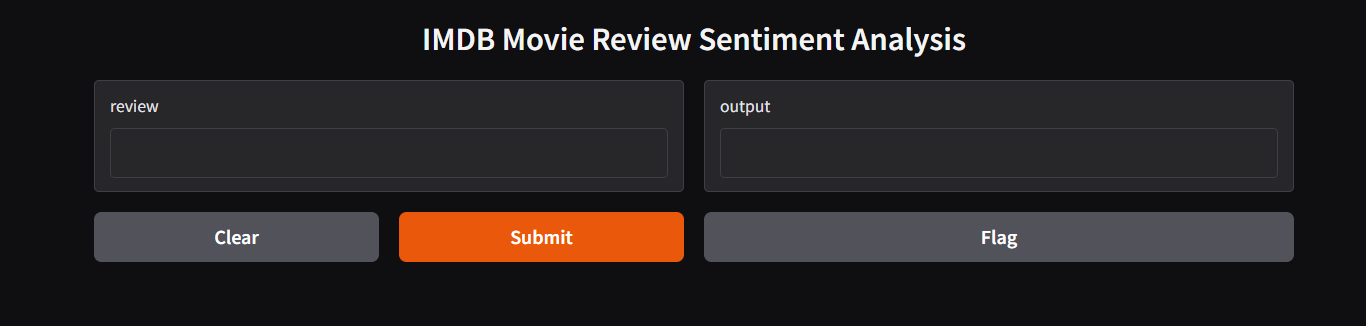 IMDB Movie Review Sentiment Analysis
review
output
Clear
Submit
Flag